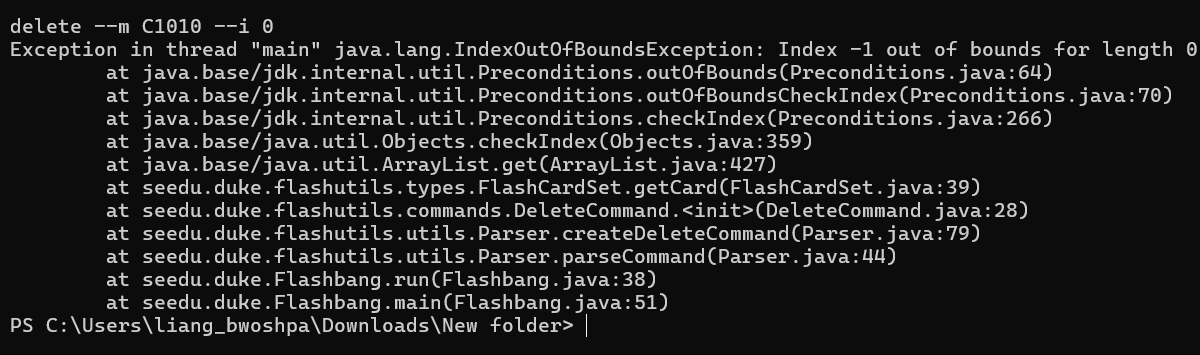 delete --m C1010 --i 0
Exception in thread "main" java.lang.IndexOutOfBoundsException: Index -1 out of bounds for length 0
        at java.base/jdk.internal.util.Preconditions.outOfBounds(Preconditions.java:64)
        at java.base/jdk.internal.util.Preconditions.outOfBoundsCheckIndex(Preconditions.java:70)
        at java.base/jdk.internal.util.Preconditions.checkIndex(Preconditions.java:266)
        at java.base/java.util.Objects.checkIndex(Objects.java:359)
        at java.base/java.util.ArrayList.get(ArrayList.java:427)
        at seedu.duke.flashutils.types.FlashCardSet.getCard(FlashCardSet.java:39)
        at seedu.duke.flashutils.commands.DeleteCommand.<init>(DeleteCommand.java:28)
        at seedu.duke.flashutils.utils.Parser.createDeleteCommand(Parser.java:79)
        at seedu.duke.flashutils.utils.Parser.parseCommand(Parser.java:44)
        at seedu.duke.Flashbang.run(Flashbang.java:38)
        at seedu.duke.Flashbang.main(Flashbang.java:51)
PS C:\Users\liang_bwoshpa\Downloads\New folder>